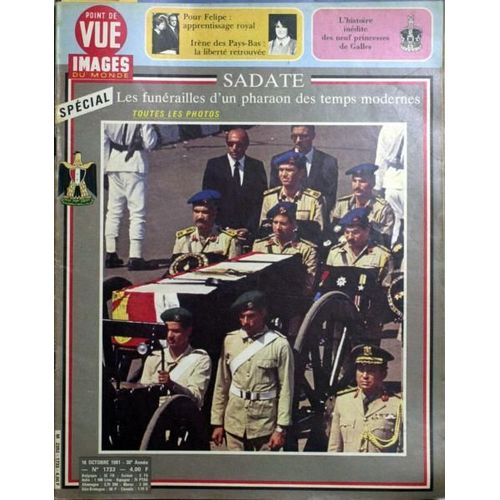 POINT DE
VUE
IMAGES
DU MONDE
Pour Felipe :
apprentissage royal
Irène des Pays-Bas :
la liberté retrouvée
L'histoire
inédite
des neuf princesses
de Galles
SPÉCIAL
SADATE
Les funérailles d'un pharaon des temps modernes
TOUTES LES PHOTOS
16 OCTOBRE 1981 - 36e Année
— N° 1733 — 4,00 F